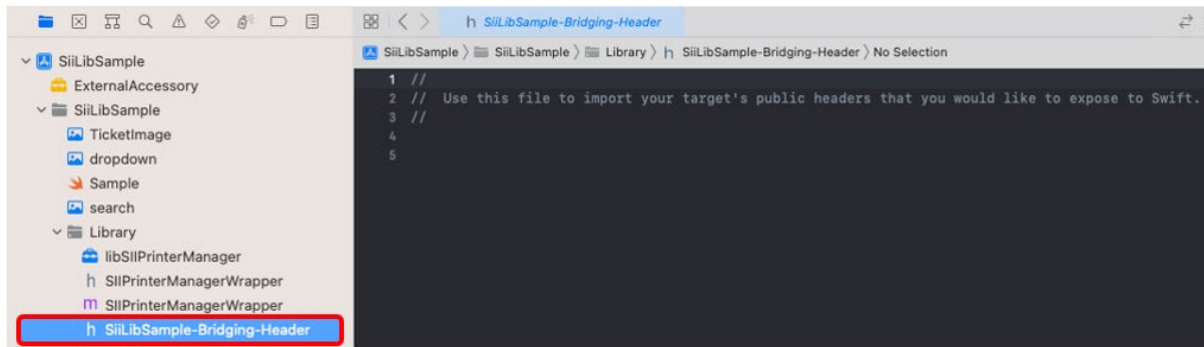 h SiiLibSample-Bridging-Header
SiiLibSample
SiiLibSample 〉 SiiLibSample 〉 Library 〉 h SiiLibSample-Bridging-Header 〉 No Selection
ExternalAccessory
SiiLibSample
TicketImage
dropdown
Sample
search
Library
libSIIPrinterManager
h SIIPrinterManagerWrapper
m SIIPrinterManagerWrapper
h SiiLibSample-Bridging-Header
1 //
2 // Use this file to import your target's public headers that you would like to expose to Swift.
3 //
4
5